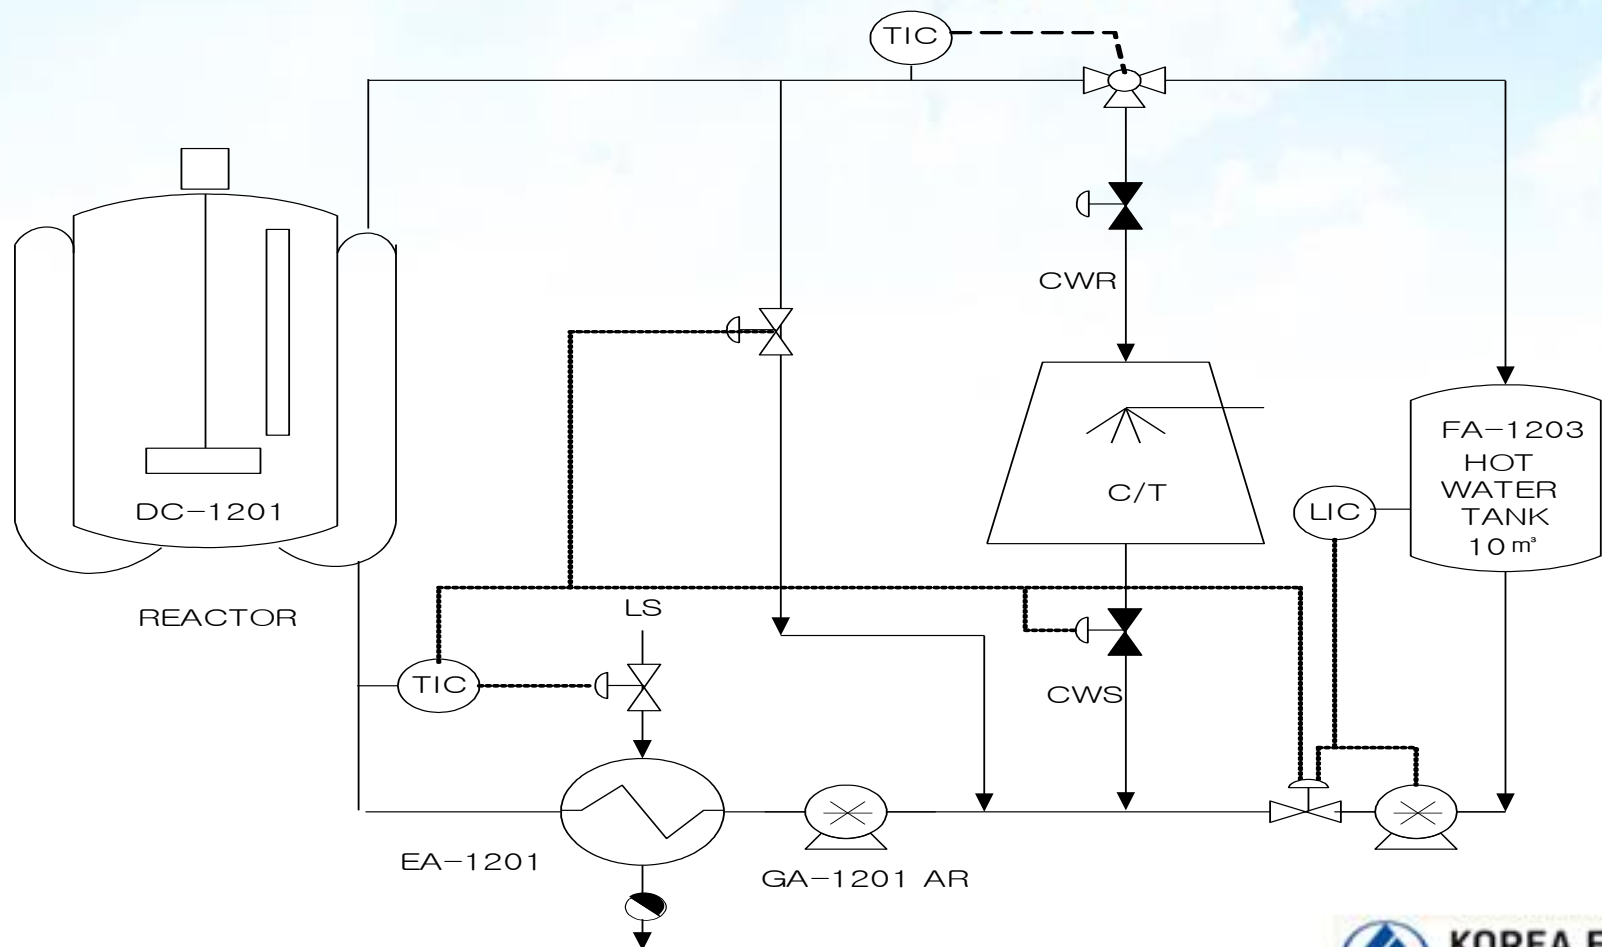 TIC
CWR
FA-1203
HOT
WATER
TANK
10㎥
C/T
LIC
DC-1201
REACTOR
LS
TIC
CWS
EA-1201
GA-1201 AR
KOREA